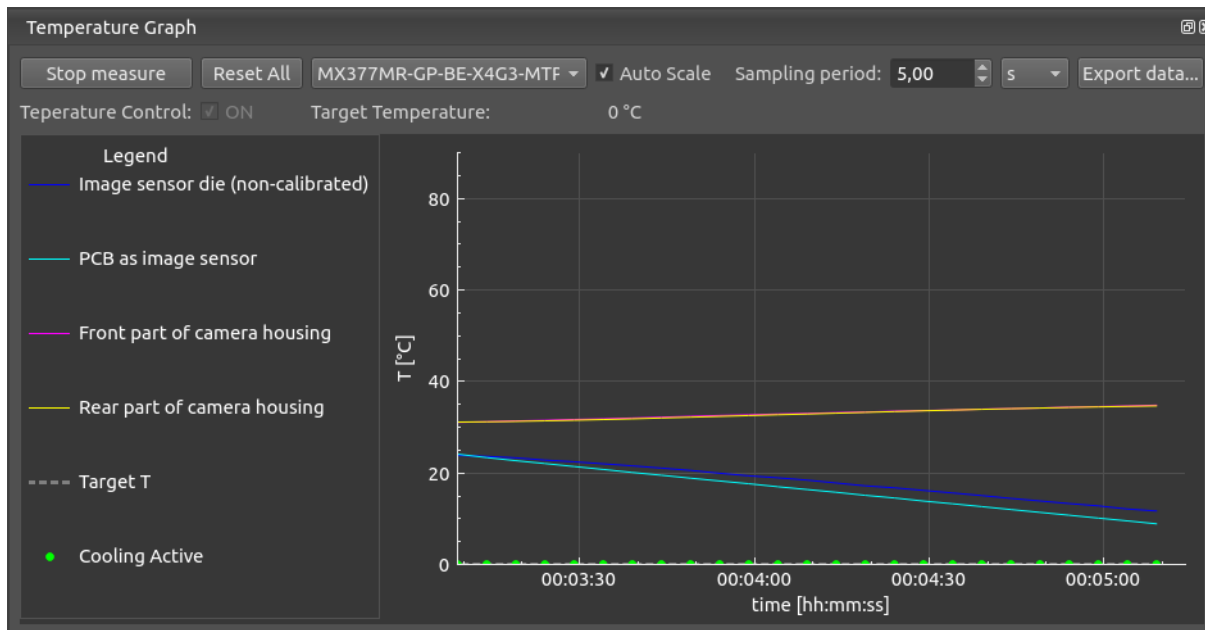 Temperature Graph
Stop measure Reset All MX377MR-GP-BE-X4G3-MTF Auto Scale Sampling period: 5,00 s Export data...
Teperature Control: ON Target Temperature: 0 °C
Legend
Image sensor die (non-calibrated)
PCB as image sensor
Front part of camera housing
Rear part of camera housing
Target T
Cooling Active
T [°C]
80
60
40
20
0
00:03:30 00:04:00 00:04:30 00:05:00
time [hh:mm:ss]